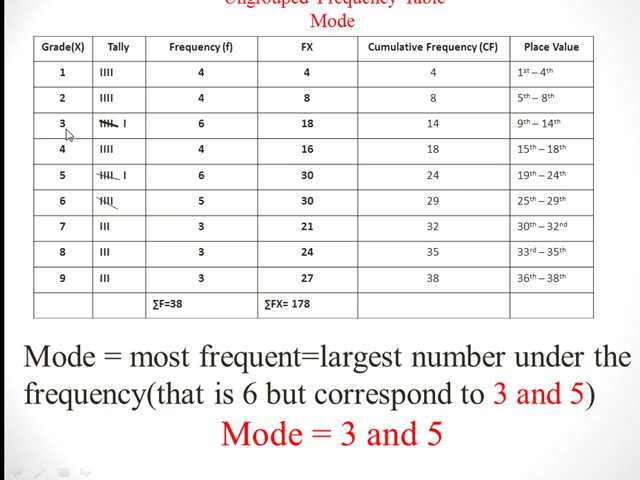 Ungrouped Frequency Table
Mode
Grade(X) Tally Frequency (f) FX Cumulative Frequency (CF) Place Value
1 IIII 4 4 4 1st – 4th
2 IIII 4 8 8 5th – 8th
3 IIII I 6 18 14 9th – 14th
4 IIII 4 16 18 15th – 18th
5 IIII I 6 30 24 19th – 24th
6 IIII 5 30 29 25th – 29th
7 III 3 21 32 30th – 32nd
8 III 3 24 35 33rd – 35th
9 III 3 27 38 36th – 38th
∑F=38 ∑FX= 178
Mode = most frequent=largest number under the
frequency(that is 6 but correspond to 3 and 5)
Mode = 3 and 5